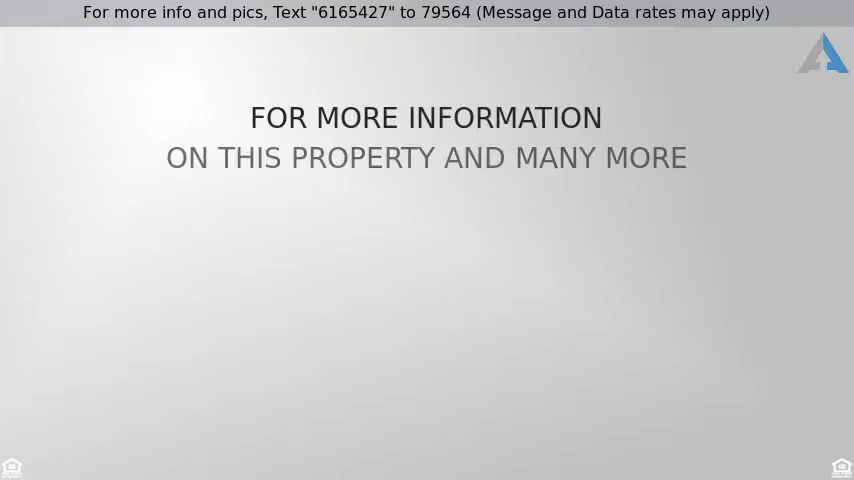 For more info and pics, Text "6165427" to 79564 (Message and Data rates may apply)
FOR MORE INFORMATION
ON THIS PROPERTY AND MANY MORE